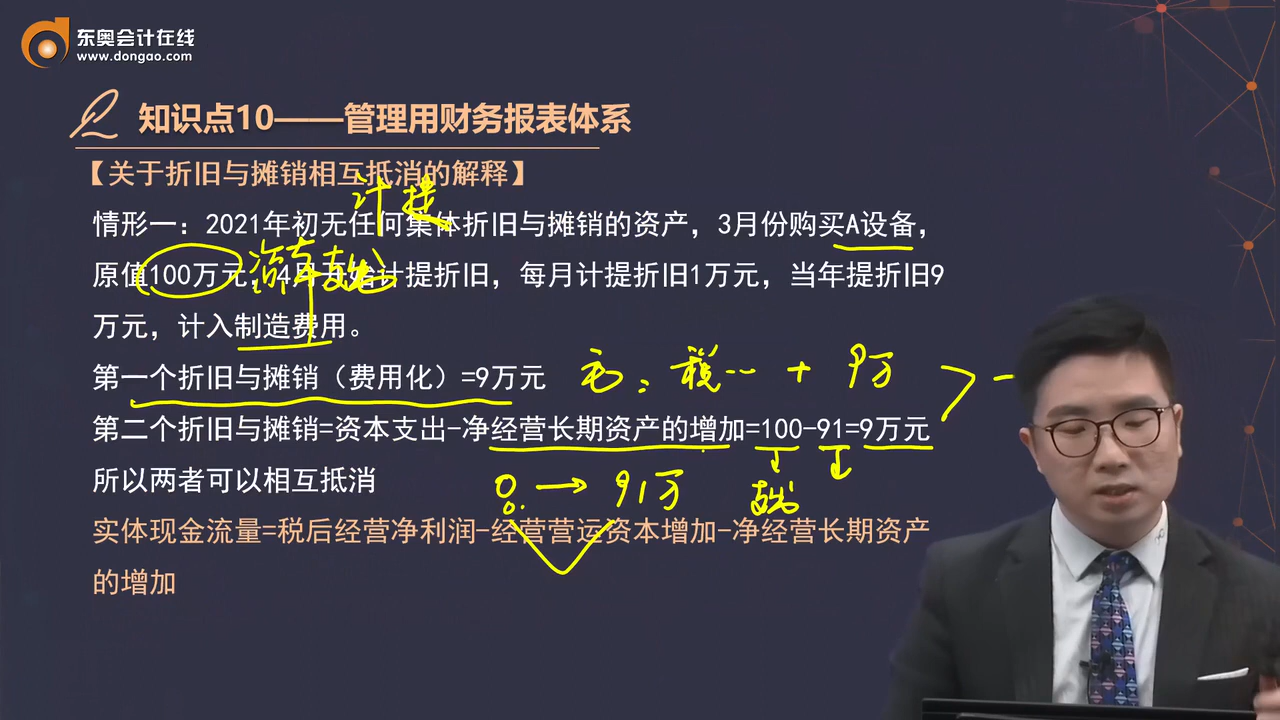 东奥会计在线
www.dongao.com
知识点10——管理用财务报表体系
【关于折旧与摊销相互抵消的解释】
计提
情形一：2021年初无任何集体折旧与摊销的资产，3月份购买A设备，
原值100万元，4月开始计提折旧，每月计提折旧1万元，当年提折旧9
万元，计入制造费用。
第一个折旧与摊销（费用化）=9万元
毛：税… + 9万
第二个折旧与摊销=资本支出-净经营长期资产的增加=100-91=9万元
所以两者可以相互抵消
0 → 91万
实体现金流量=税后经营净利润-经营营运资本增加-净经营长期资产
的增加